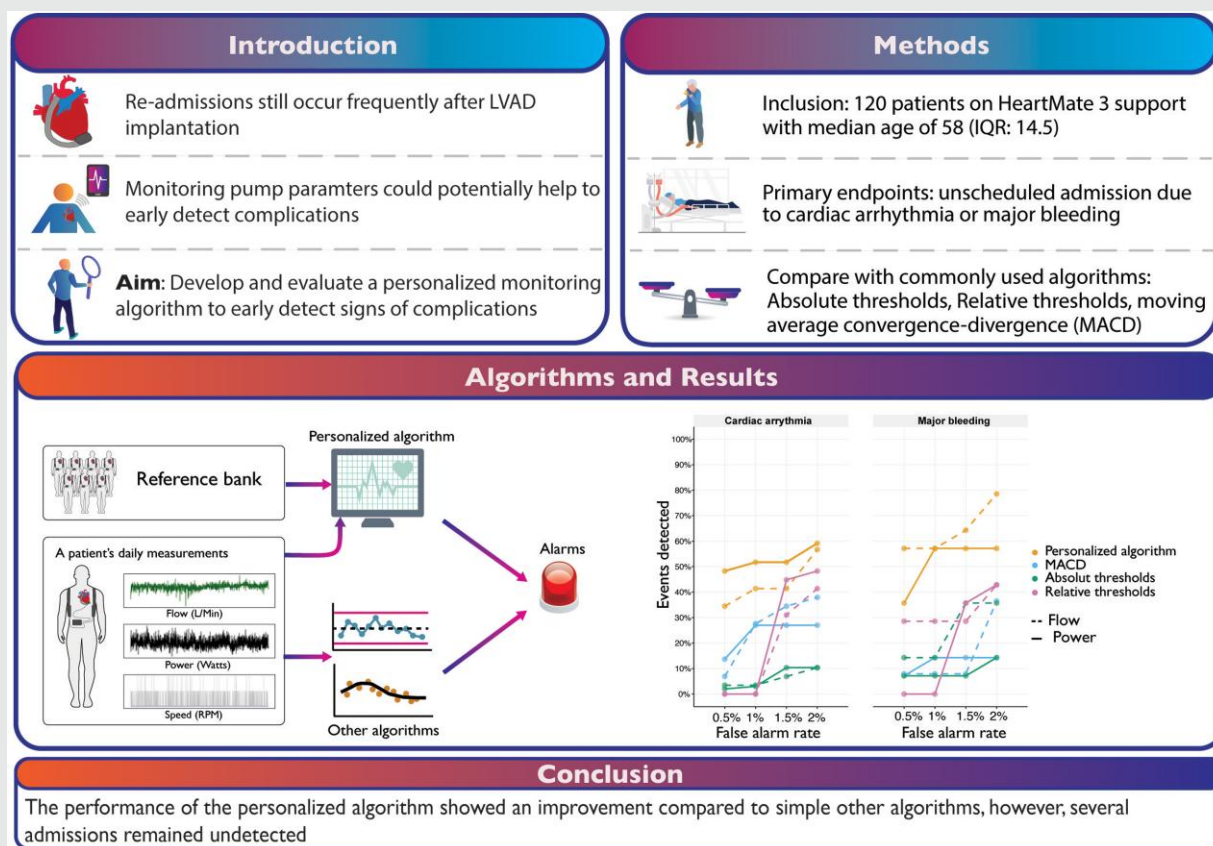 Introduction
Re-admissions still occur frequently after LVAD
implantation
Monitoring pump paramters could potentially help to
early detect complications
Aim: Develop and evaluate a personalized monitoring
algorithm to early detect signs of complications
Methods
Inclusion: 120 patients on HeartMate 3 support
with median age of 58 (IQR: 14.5)
Primary endpoints: unscheduled admission due
to cardiac arrhythmia or major bleeding
Compare with commonly used algorithms:
Absolute thresholds, Relative thresholds, moving
average convergence-divergence (MACD)
Algorithms and Results
Reference bank
A patient's daily measurements
Flow (L/Min)
Power (Watts)
Speed (RPM)
Personalized algorithm
Other algorithms
Alarms
Cardiac arrythmia
Major bleeding
Events detected
100%
90%
80%
70%
60%
50%
40%
30%
20%
10%
0%
0.5% 1% 1.5% 2%
False alarm rate
0.5% 1% 1.5% 2%
False alarm rate
Personalized algorithm
MACD
Absolut thresholds
Relative thresholds
Flow
Power
Conclusion
The performance of the personalized algorithm showed an improvement compared to simple other algorithms, however, several
admissions remained undetected